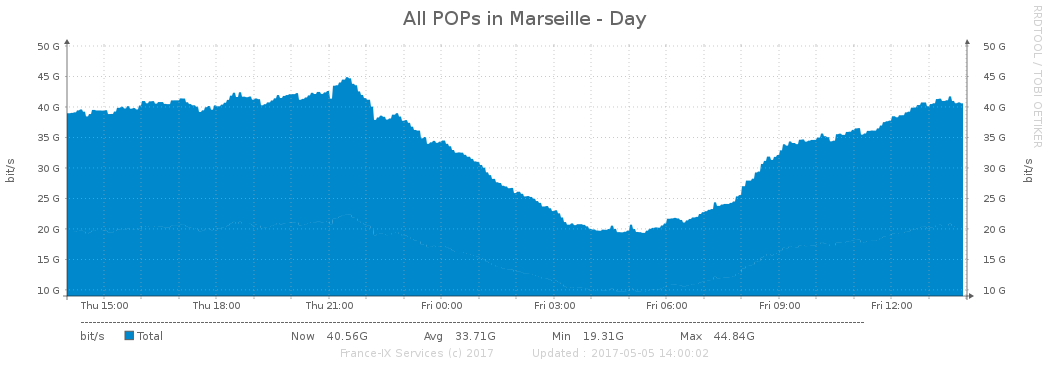 All POPs in Marseille - Day
RRDTOOL / TOBI OETIKER
50 G 50 G
45 G 45 G
40 G 40 G
35 G 35 G
30 G 30 G
25 G 25 G
20 G 20 G
15 G 15 G
10 G 10 G
bit/s
bit/s
Thu 15:00 Thu 18:00 Thu 21:00 Fri 00:00 Fri 03:00 Fri 06:00 Fri 09:00 Fri 12:00
bit/s Total Now 40.56G Avg 33.71G Min 19.31G Max 44.84G
France-IX Services (c) 2017 Updated : 2017-05-05 14:00:02